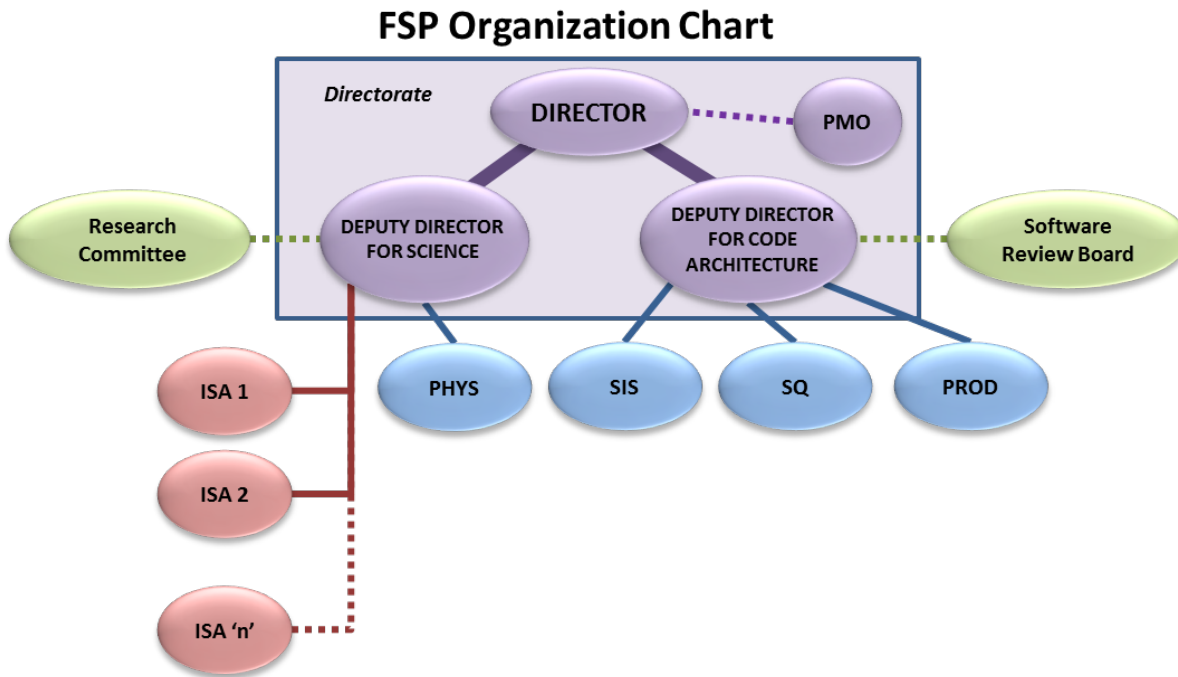 FSP Organization Chart
Directorate
DIRECTOR
PMO
Research
Committee
DEPUTY DIRECTOR
FOR SCIENCE
DEPUTY DIRECTOR
FOR CODE
ARCHITECTURE
Software
Review Board
ISA 1
PHYS
SIS
SQ
PROD
ISA 2
ISA ‘n’